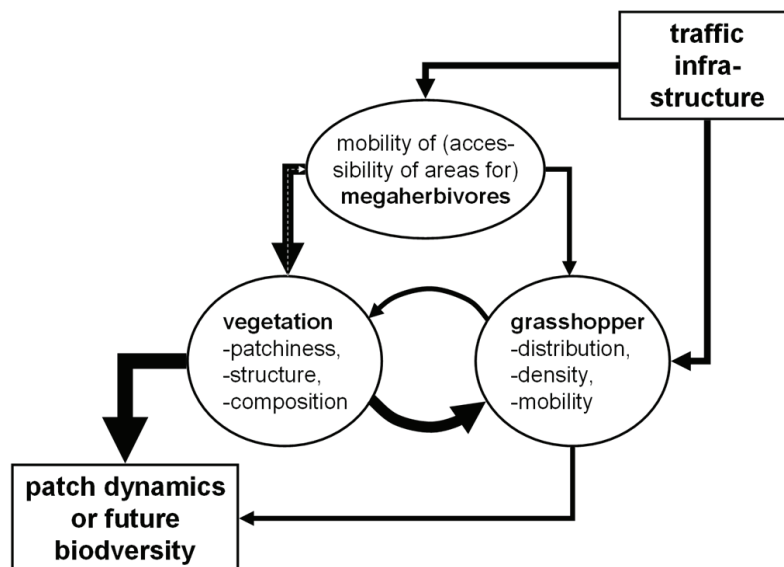 traffic
infra-
structure
mobility of (acces-
sibility of areas for)
megaherbivores
vegetation
-patchiness,
-structure,
-composition
grasshopper
-distribution,
-density,
-mobility
patch dynamics
or future
biodversity